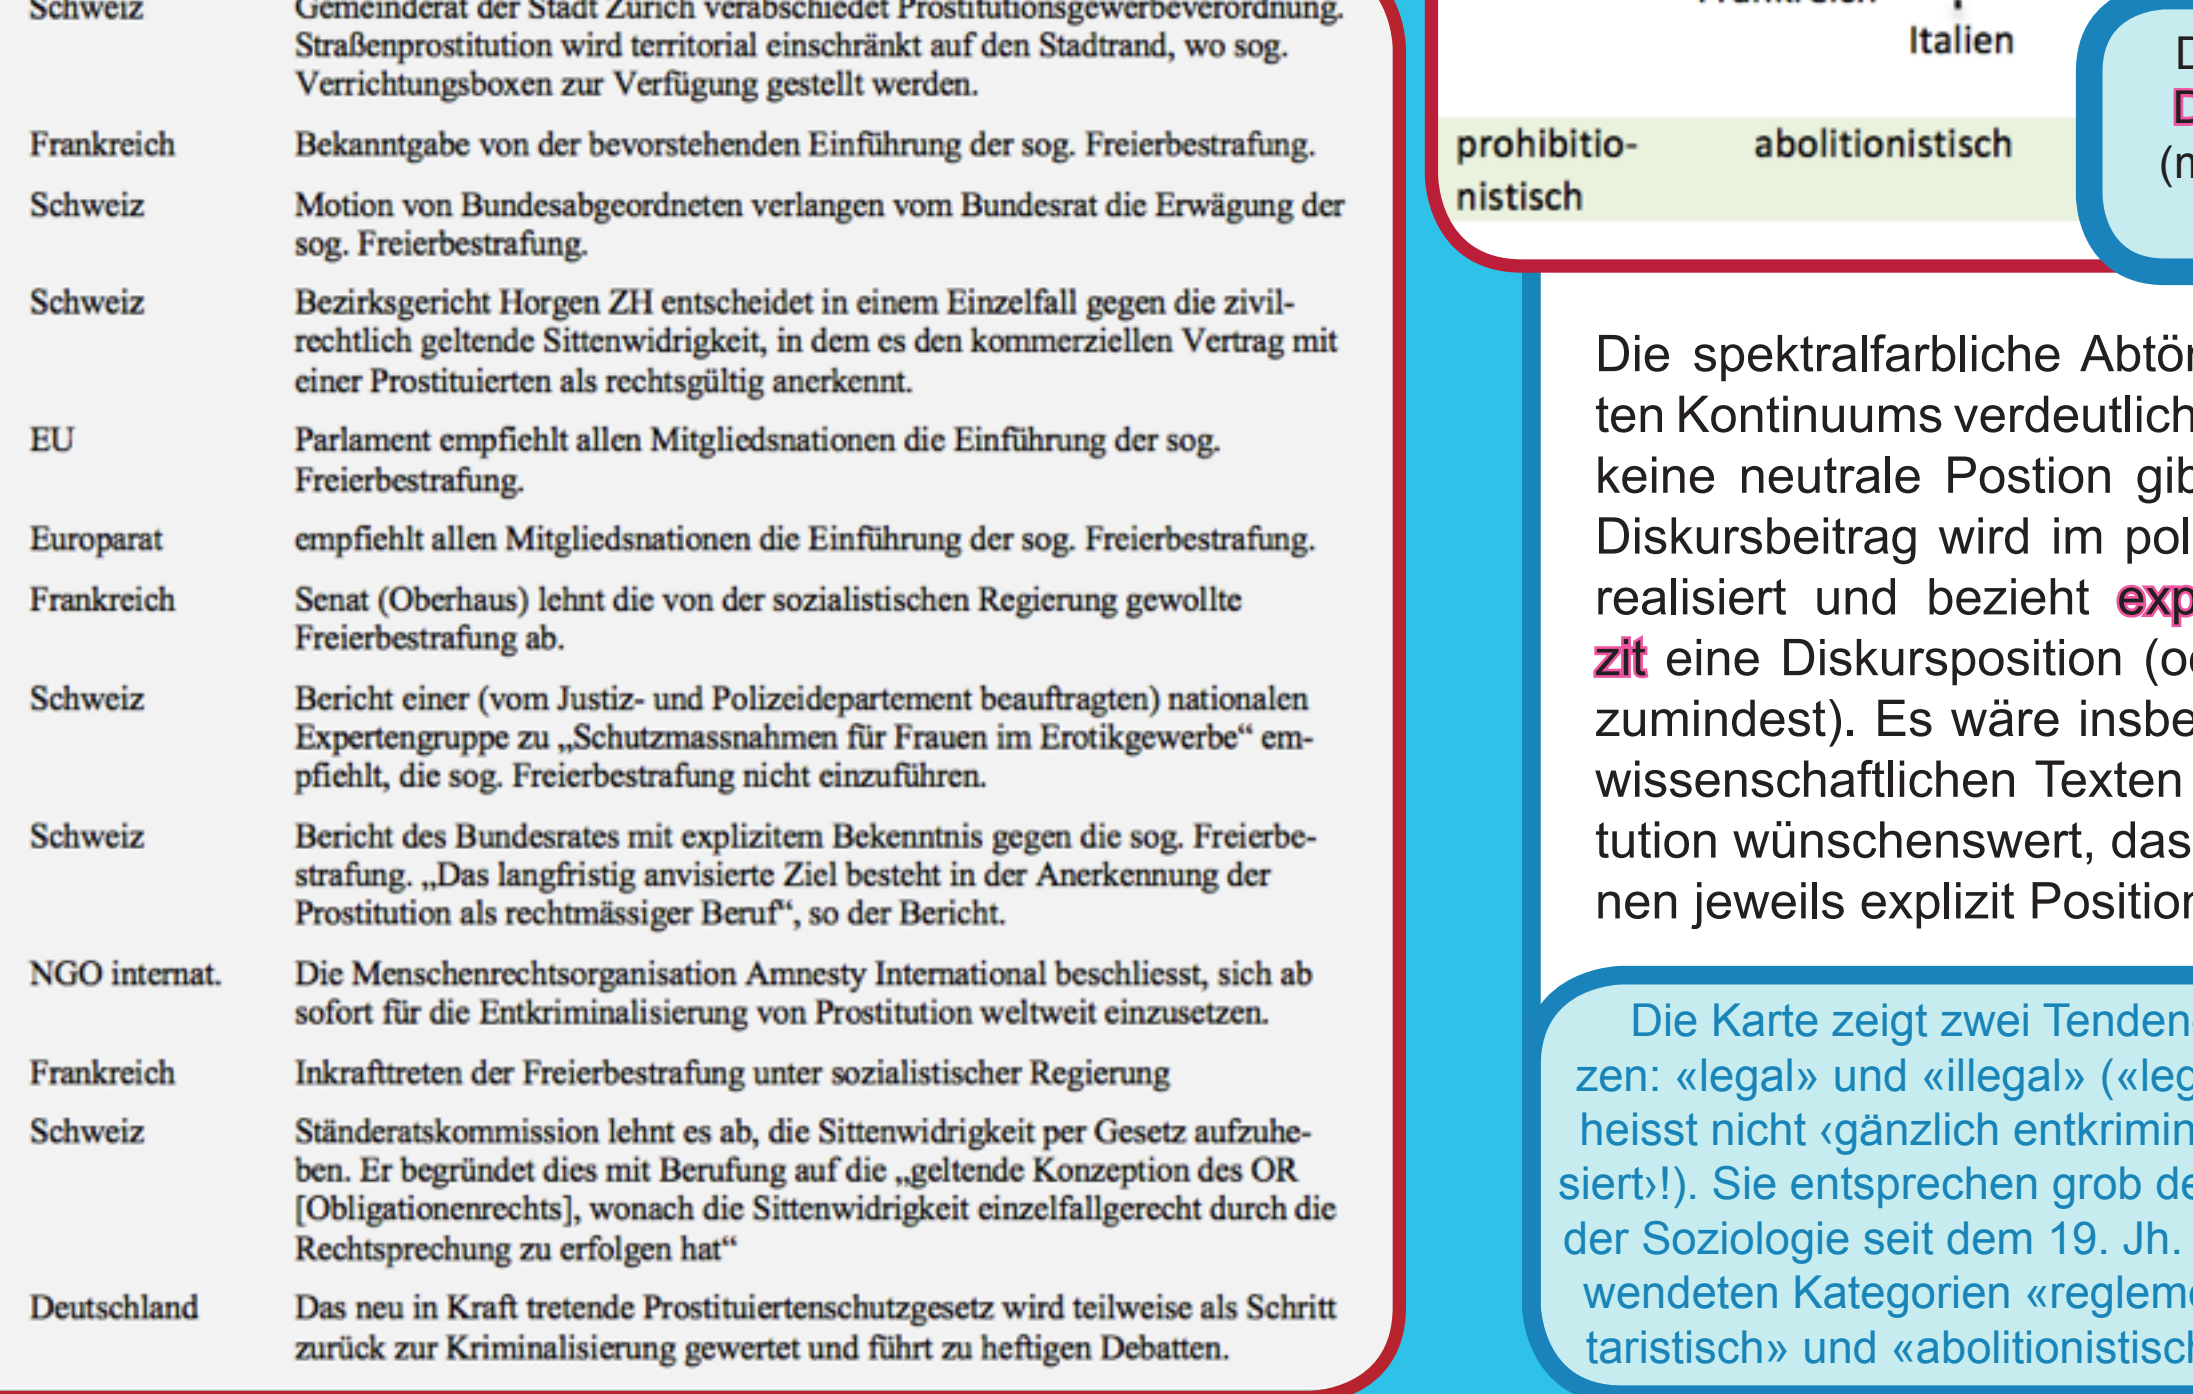 Schweiz Gemeinderat der Stadt Zürich verabschiedet Prostitutionsgewerbeverordnung.
Straßenprostitution wird territorial einschränkt auf den Stadtrand, wo sog.
Verrichtungsboxen zur Verfügung gestellt werden.
Frankreich Bekanntgabe von der bevorstehenden Einführung der sog. Freierbestrafung.
Schweiz Motion von Bundesabgeordneten verlangen vom Bundesrat die Erwägung der
sog. Freierbestrafung.
Schweiz Bezirksgericht Horgen ZH entscheidet in einem Einzelfall gegen die zivil-
rechtlich geltende Sittenwidrigkeit, in dem es den kommerziellen Vertrag mit
einer Prostituierten als rechtsgültig anerkennt.
EU Parlament empfiehlt allen Mitgliedsnationen die Einführung der sog.
Freierbestrafung.
Europarat empfiehlt allen Mitgliedsnationen die Einführung der sog. Freierbestrafung.
Frankreich Senat (Oberhaus) lehnt die von der sozialistischen Regierung gewollte
Freierbestrafung ab.
Schweiz Bericht einer (vom Justiz- und Polizeidepartement beauftragten) nationalen
Expertengruppe zu „Schutzmassnahmen für Frauen im Erotikgewerbe“ em-
pfiehlt, die sog. Freierbestrafung nicht einzuführen.
Schweiz Bericht des Bundesrates mit explizitem Bekenntnis gegen die sog. Freierbe-
strafung. „Das langfristig anvisierte Ziel besteht in der Anerkennung der
Prostitution als rechtmässiger Beruf“, so der Bericht.
NGO internat. Die Menschenrechtsorganisation Amnesty International beschliesst, sich ab
sofort für die Entkriminalisierung von Prostitution weltweit einzusetzen.
Frankreich Inkrafttreten der Freierbestrafung unter sozialistischer Regierung
Schweiz Ständeratskommission lehnt es ab, die Sittenwidrigkeit per Gesetz aufzuhe-
ben. Er begründet dies mit Berufung auf die „geltende Konzeption des OR
[Obligationenrechts], wonach die Sittenwidrigkeit einzelfallgerecht durch die
Rechtsprechung zu erfolgen hat“
Deutschland Das neu in Kraft tretende Prostituiertenschutzgesetz wird teilweise als Schritt
zurück zur Kriminalisierung gewertet und führt zu heftigen Debatten.
Italien
prohibitio- abolitionistisch
nistisch
Die spektralfarbliche Abtön
ten Kontinuums verdeutlich
keine neutrale Postion gib
Diskursbeitrag wird im pol
realisiert und bezieht exp
zit eine Diskursposition (od
zumindest). Es wäre insbe
wissenschaftlichen Texten
tution wünschenswert, das
nen jeweils explizit Position
Die Karte zeigt zwei Tenden-
zen: «legal» und «illegal» («leg
heisst nicht ‹gänzlich entkrimin
siert›!). Sie entsprechen grob de
der Soziologie seit dem 19. Jh.
wendeten Kategorien «regleme
taristisch» und «abolitionistisch